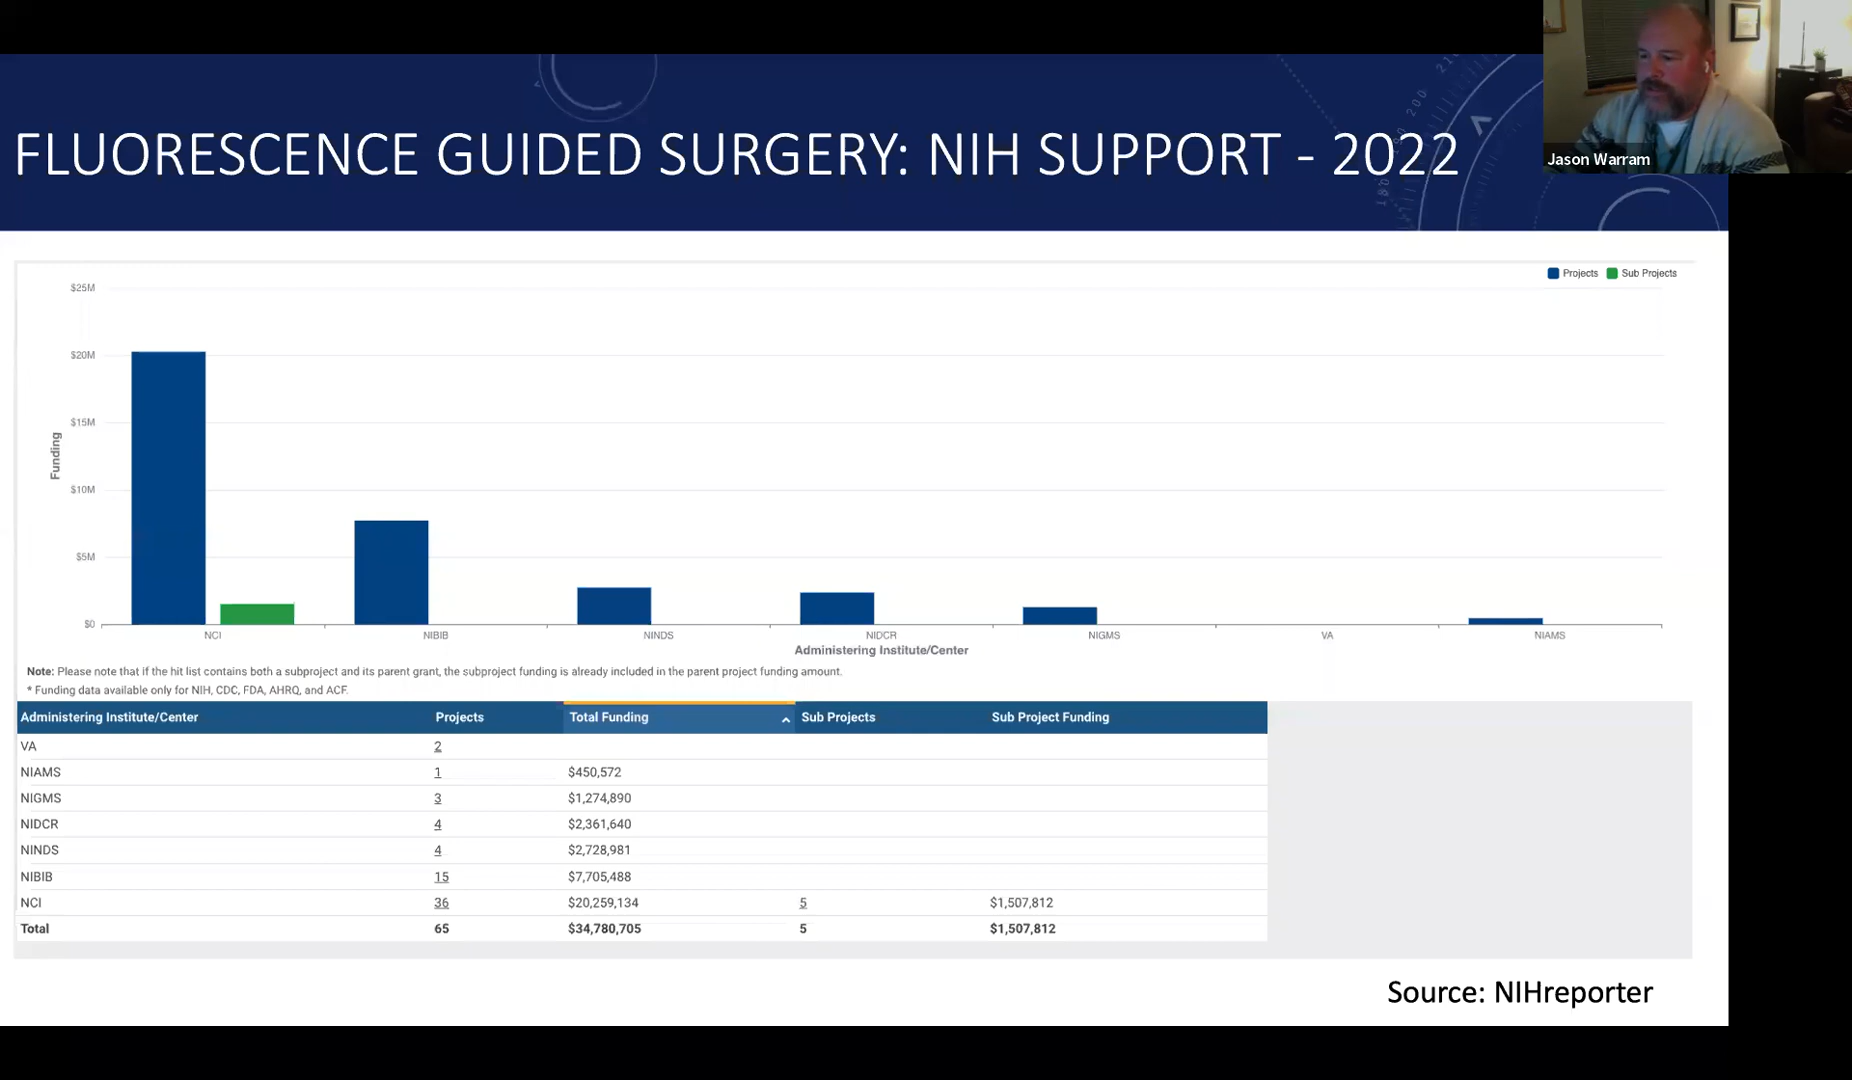 FLUORESCENCE GUIDED SURGERY: NIH SUPPORT - 2022
Jason Warram
Projects Sub Projects
$25M
$20M
$15M
$10M
$5M
$0
Funding
NCI NIBIB NINDS NIDCR NIGMS VA NIAMS
Administering Institute/Center
Note: Please note that if the hit list contains both a subproject and its parent grant, the subproject funding is already included in the parent project funding amount.
* Funding data available only for NIH, CDC, FDA, AHRQ, and ACF.
Administering Institute/Center Projects Total Funding Sub Projects Sub Project Funding
VA 2
NIAMS 1 $450,572
NIGMS 3 $1,274,890
NIDCR 4 $2,361,640
NINDS 4 $2,728,981
NIBIB 15 $7,705,488
NCI 36 $20,259,134 5 $1,507,812
Total 65 $34,780,705 5 $1,507,812
Source: NIHreporter